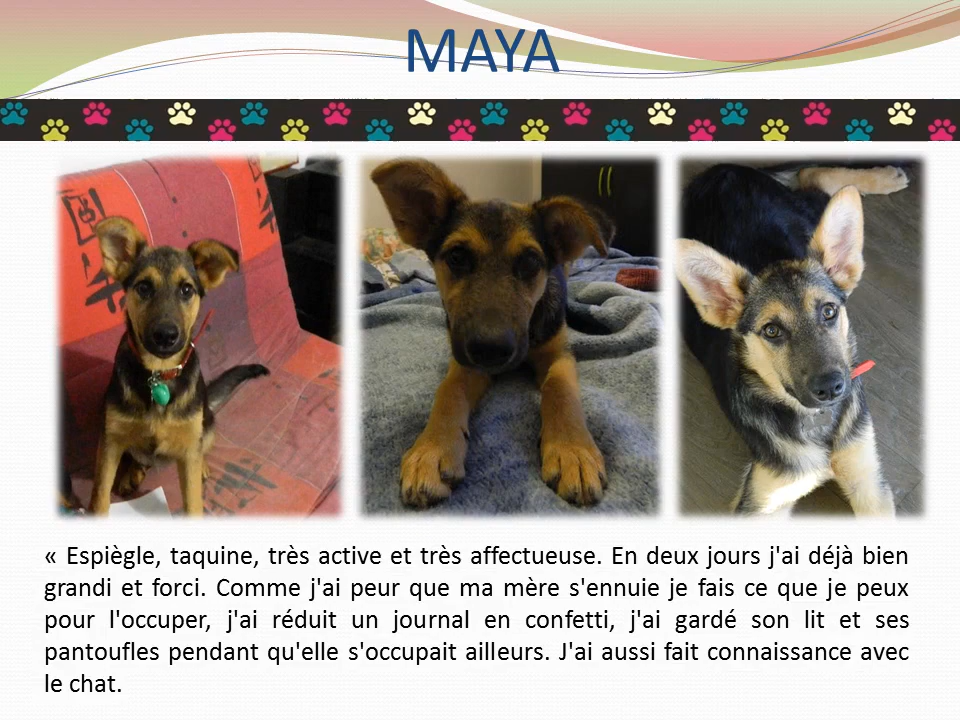 MAYA
« Espiègle, taquine, très active et très affectueuse. En deux jours j'ai déjà bien
grandi et forci. Comme j'ai peur que ma mère s'ennuie je fais ce que je peux
pour l'occuper, j'ai réduit un journal en confetti, j'ai gardé son lit et ses
pantoufles pendant qu'elle s'occupait ailleurs. J'ai aussi fait connaissance avec
le chat.